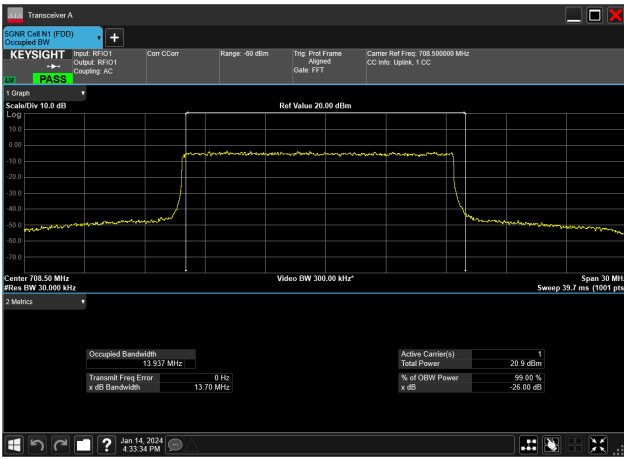 Transceiver A
5GNR Cell N1 (FDD)
Occupied BW
KEYSIGHT
LXI
PASS
Input: RFIO1
Output: RFIO1
Coupling: AC
Corr CCorr
Range: -60 dBm
Trig: Prot Frame
Aligned
Gate: FFT
Carrier Ref Freq: 708.500000 MHz
CC Info: Uplink, 1 CC
1 Graph
Scale/Div 10.0 dB
Ref Value 20.00 dBm
Log
10.0
0.00
-10.0
-20.0
-30.0
-40.0
-50.0
-60.0
-70.0
Center 708.50 MHz
Video BW 300.00 kHz*
Span 30 MHz
#Res BW 30.000 kHz
Sweep 39.7 ms (1001 pts
2 Metrics
Occupied Bandwidth
13.937 MHz
Transmit Freq Error 0 Hz
x dB Bandwidth 13.70 MHz
Active Carrier(s) 1
Total Power 20.9 dBm
% of OBW Power 99.00 %
x dB -26.00 dB
Jan 14, 2024
4:33:34 PM